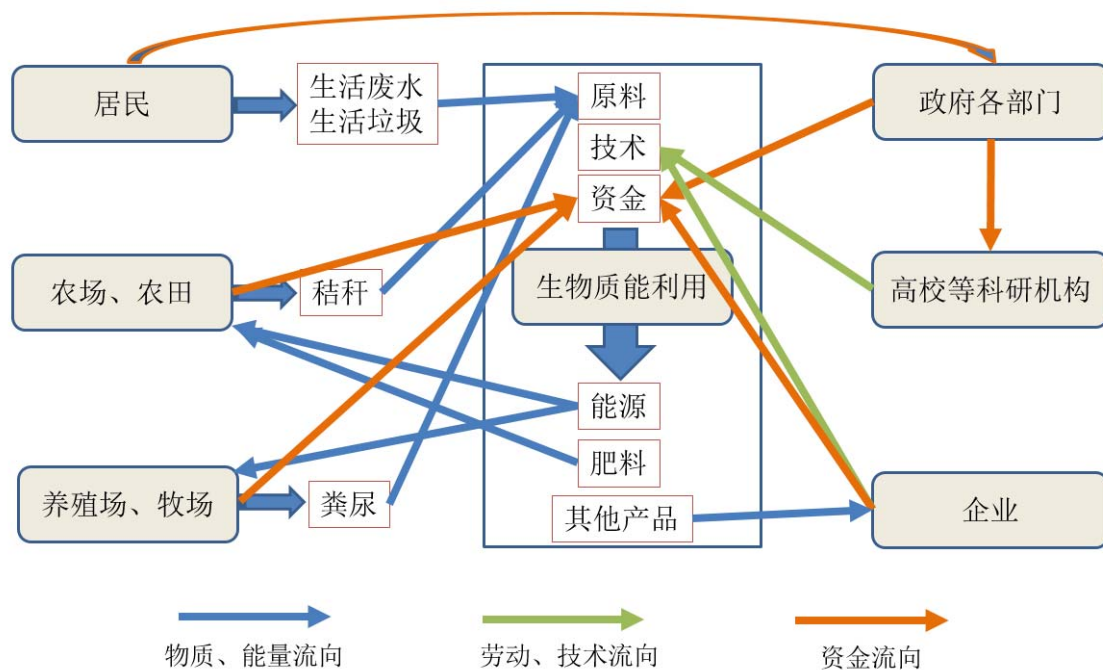 居民
生活废水
生活垃圾
原料
技术
资金
政府各部门
农场、农田
秸秆
生物质能利用
高校等科研机构
能源
肥料
养殖场、牧场
粪尿
其他产品
企业
物质、能量流向
劳动、技术流向
资金流向